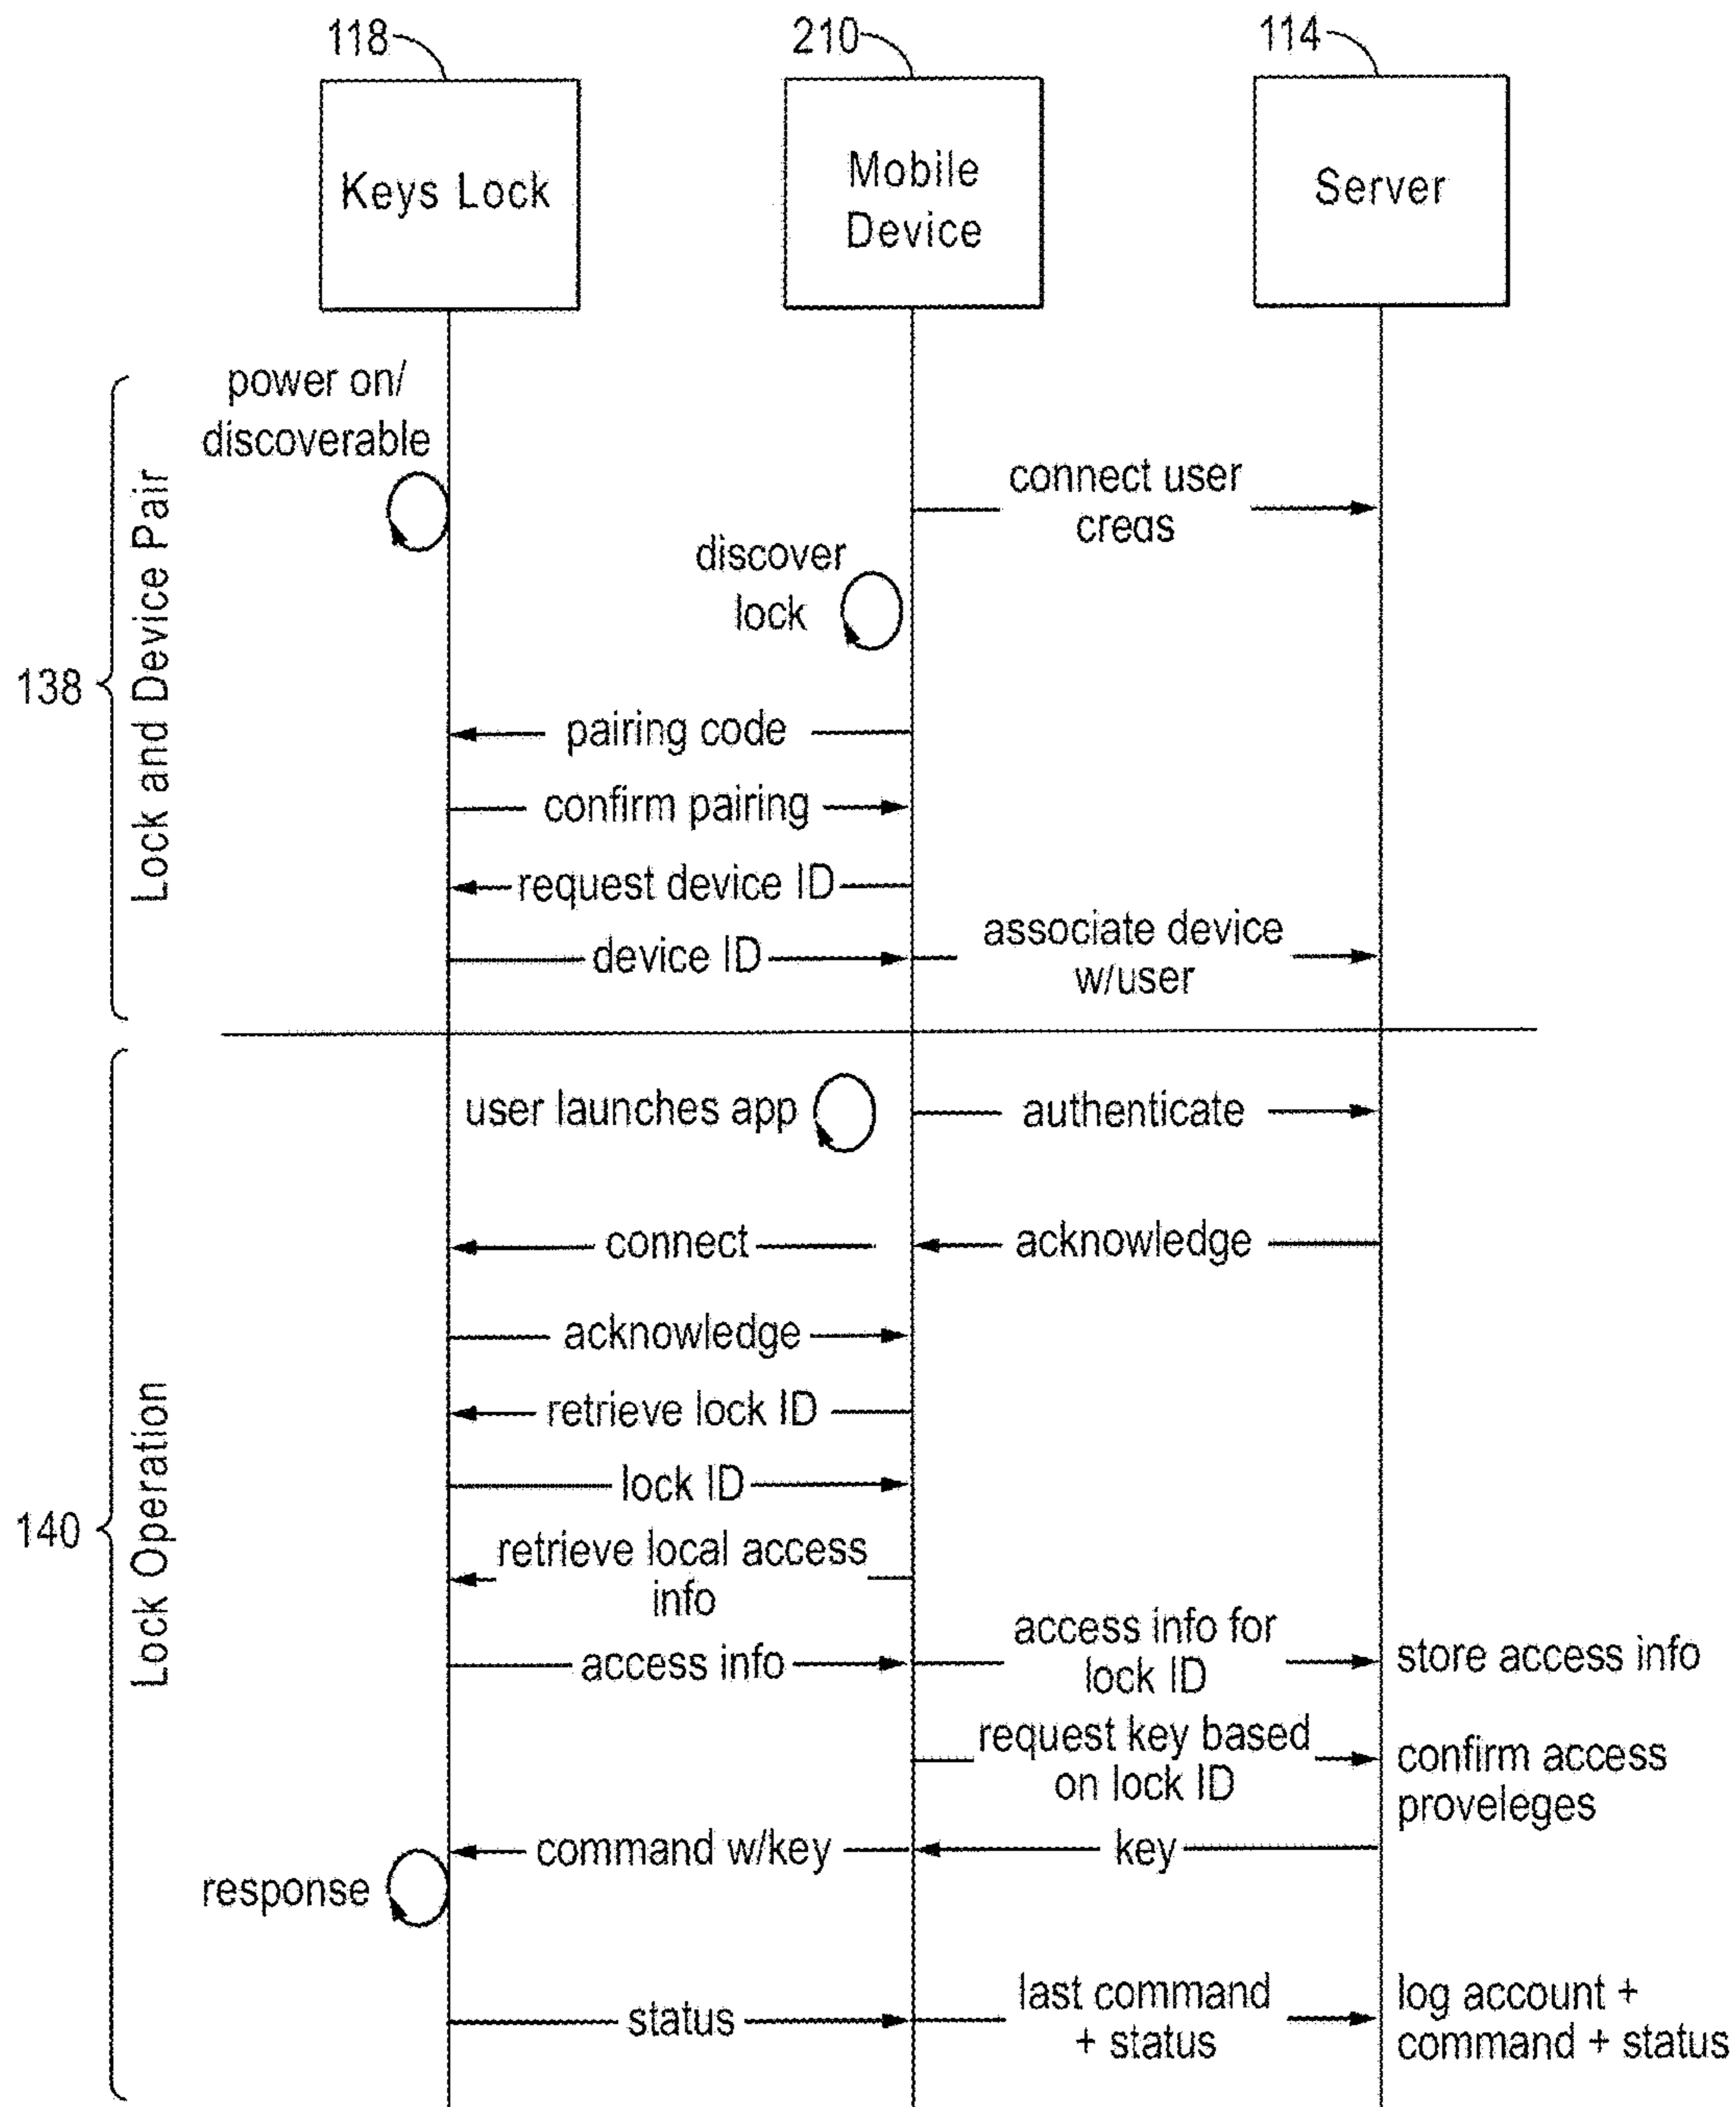 118
210
114
Keys Lock
Mobile
Device
Server
power on/
discoverable
connect user
creds
discover
lock
138
Lock and Device Pair
pairing code
confirm pairing
request device ID
device ID
associate device
w/user
user launches app
authenticate
connect
acknowledge
acknowledge
retrieve lock ID
lock ID
140
Lock Operation
retrieve local access
info
access info
access info for
lock ID
store access info
request key based
on lock ID
confirm access
proveleges
command w/key
key
response
status
last command
+ status
log account +
command + status